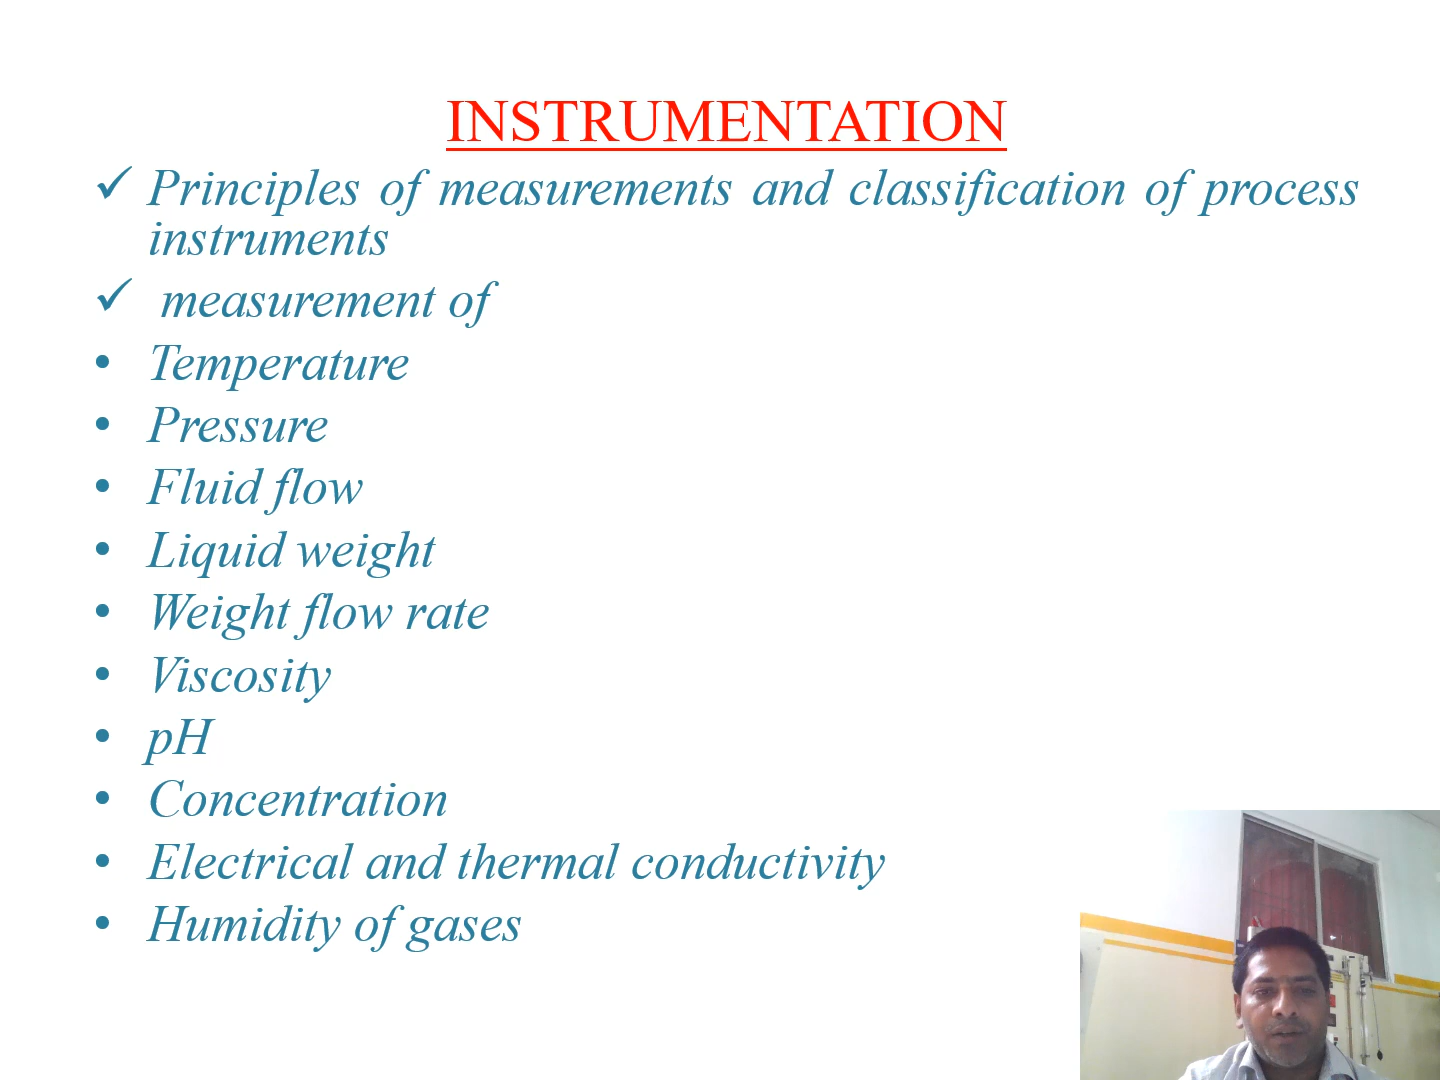 INSTRUMENTATION
✓ Principles of measurements and classification of process
instruments
✓ measurement of
• Temperature
• Pressure
• Fluid flow
• Liquid weight
• Weight flow rate
• Viscosity
• pH
• Concentration
• Electrical and thermal conductivity
• Humidity of gases